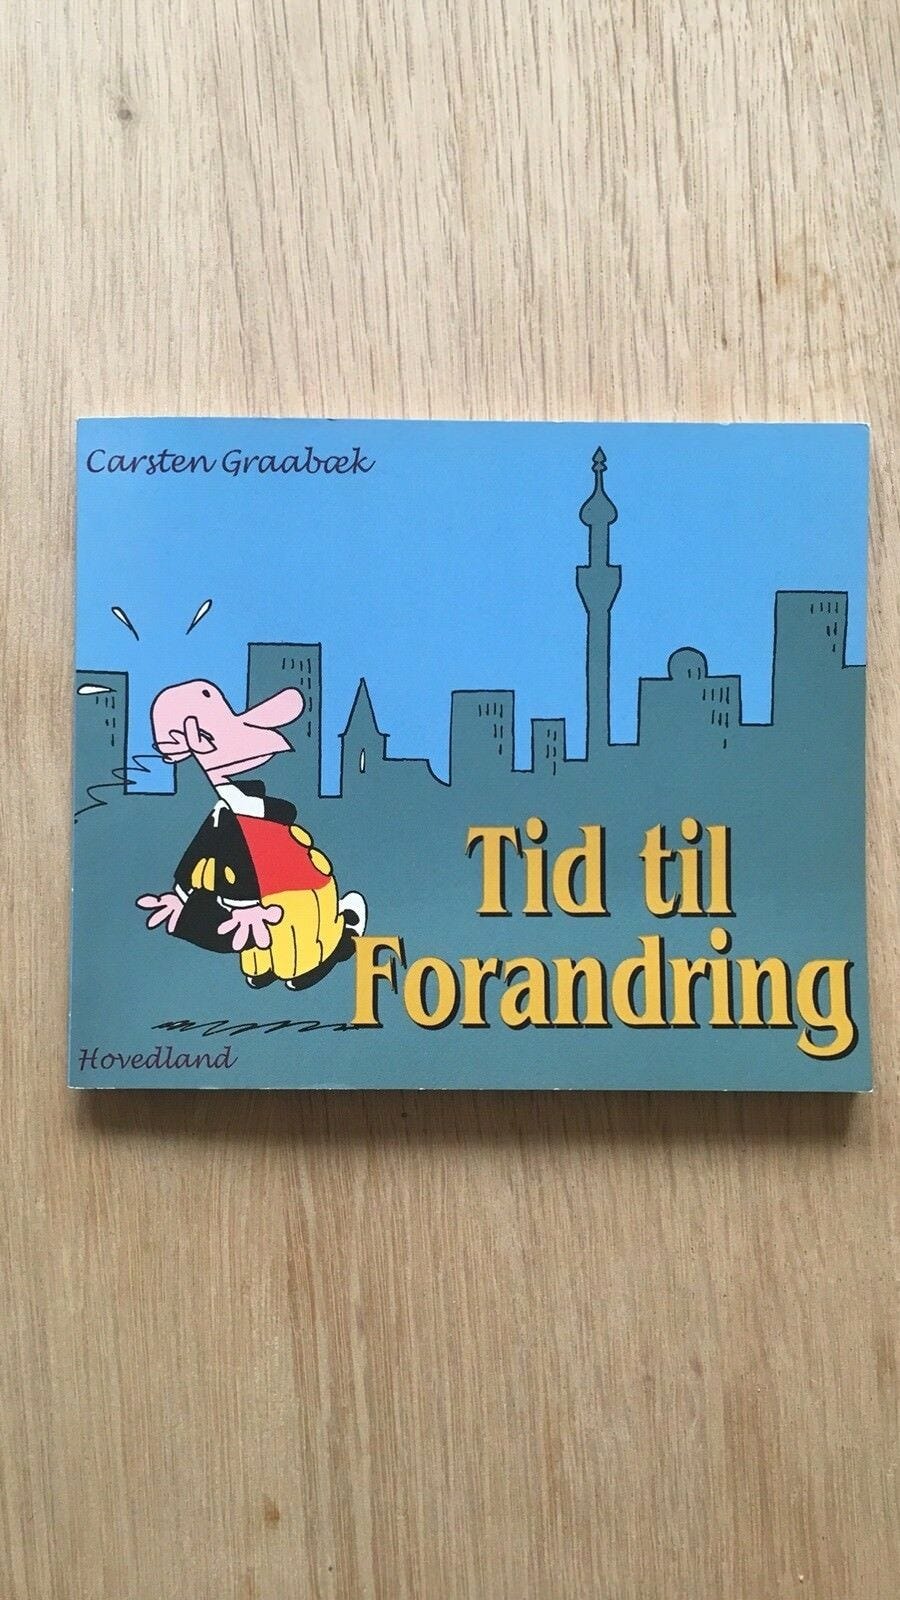 Carsten Graabæk
Tid til
Forandring
Hovedland